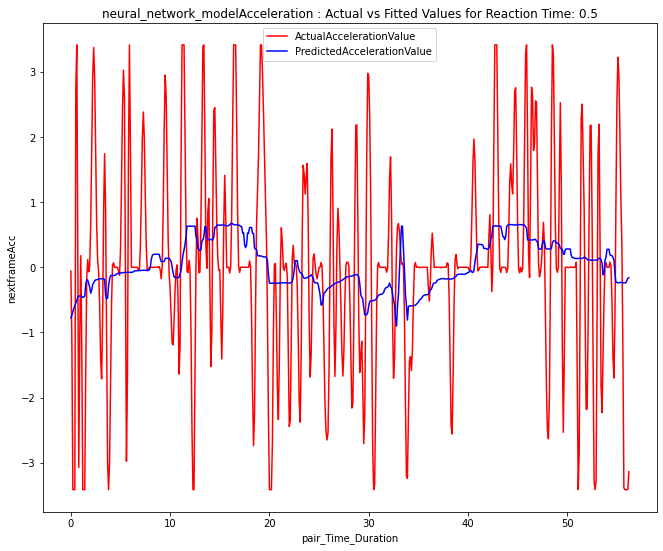 neural_network_modelAcceleration : Actual vs Fitted Values for Reaction Time: 0.5
ActualAccelerationValue
PredictedAccelerationValue
nextframeAcc
3
2
1
0
−1
−2
−3
0 10 20 30 40 50
pair_Time_Duration